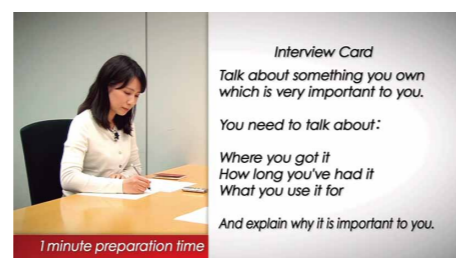 Interview Card
Talk about something you own
which is very important to you.
You need to talk about:
Where you got it
How long you've had it
What you use it for
And explain why it is important to you.
1 minute preparation time